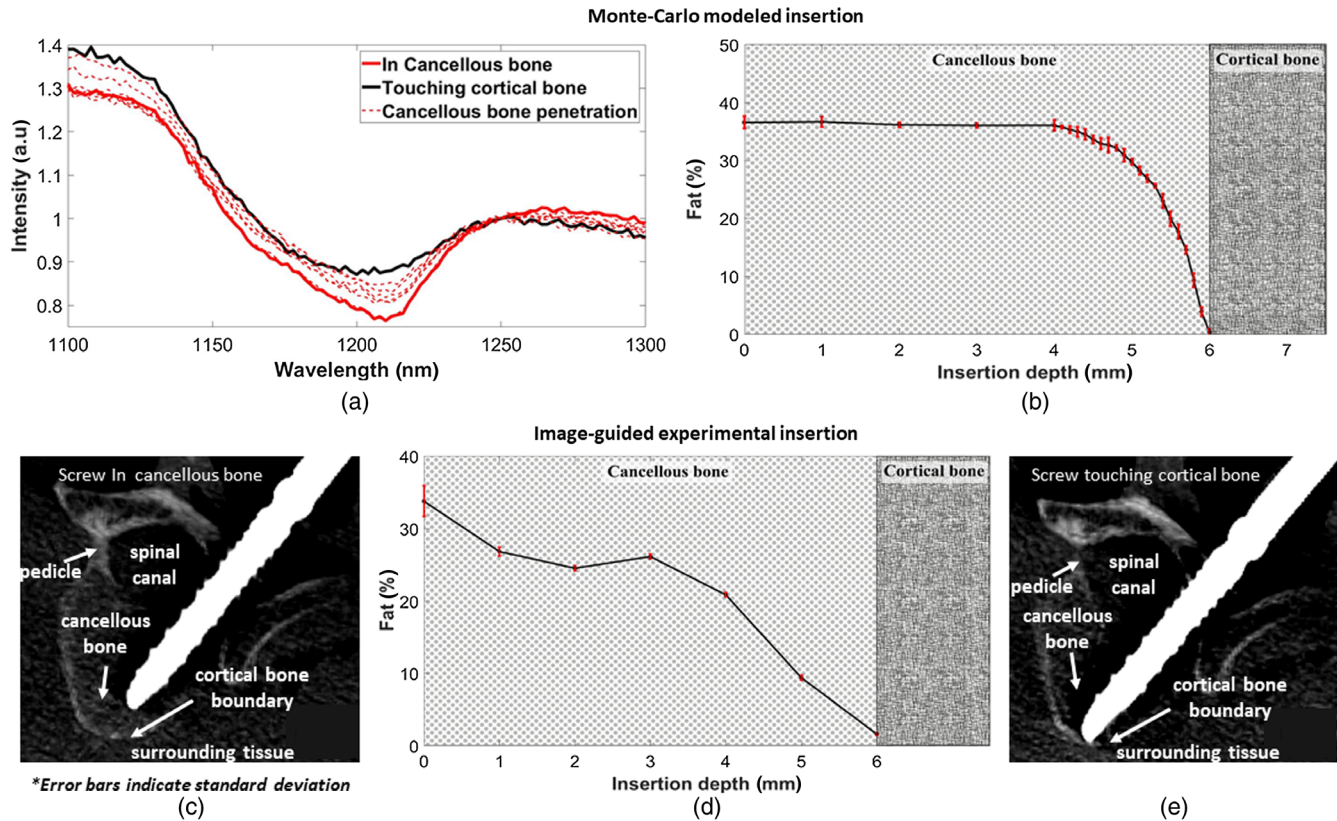 Monte-Carlo modeled insertion
Intensity (a.u)
1.4
1.3
1.2
1.1
1
0.9
0.8
1100
1150
1200
1250
1300
Wavelength (nm)
In Cancellous bone
Touching cortical bone
Cancellous bone penetration
(a)
Fat (%)
50
40
30
20
10
0
0
1
2
3
4
5
6
7
Insertion depth (mm)
Cancellous bone
Cortical bone
(b)
Image-guided experimental insertion
Screw In cancellous bone
pedicle
spinal
canal
cancellous
bone
cortical bone
boundary
surrounding tissue
*Error bars indicate standard deviation
(c)
Fat (%)
40
30
20
10
0
0
1
2
3
4
5
6
Insertion depth (mm)
Cancellous bone
Cortical bone
(d)
Screw touching cortical bone
pedicle
spinal
canal
cancellous
bone
cortical bone
boundary
surrounding tissue
(e)